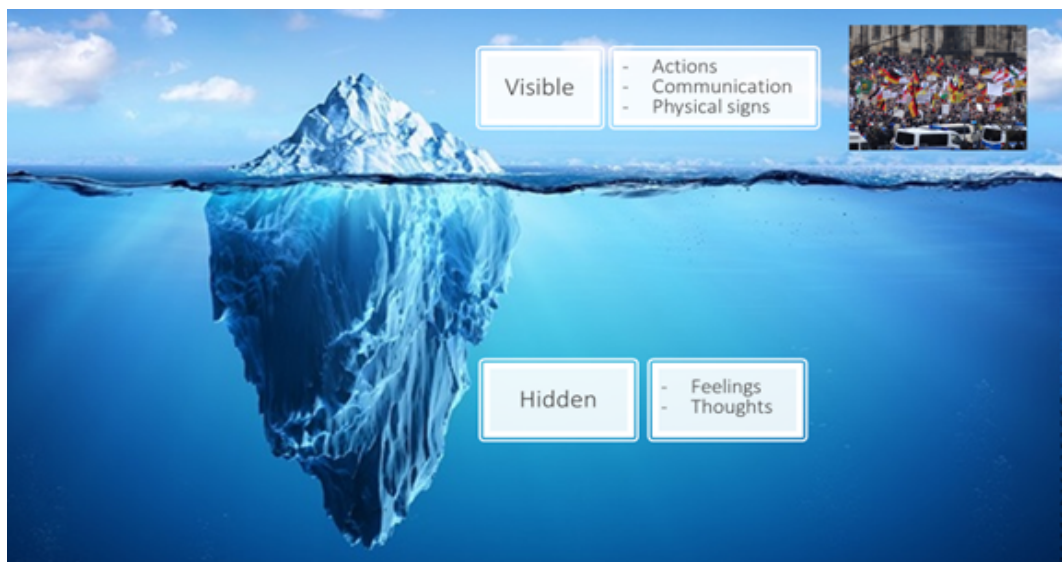 Visible
- Actions
- Communication
- Physical signs
Hidden
- Feelings
- Thoughts